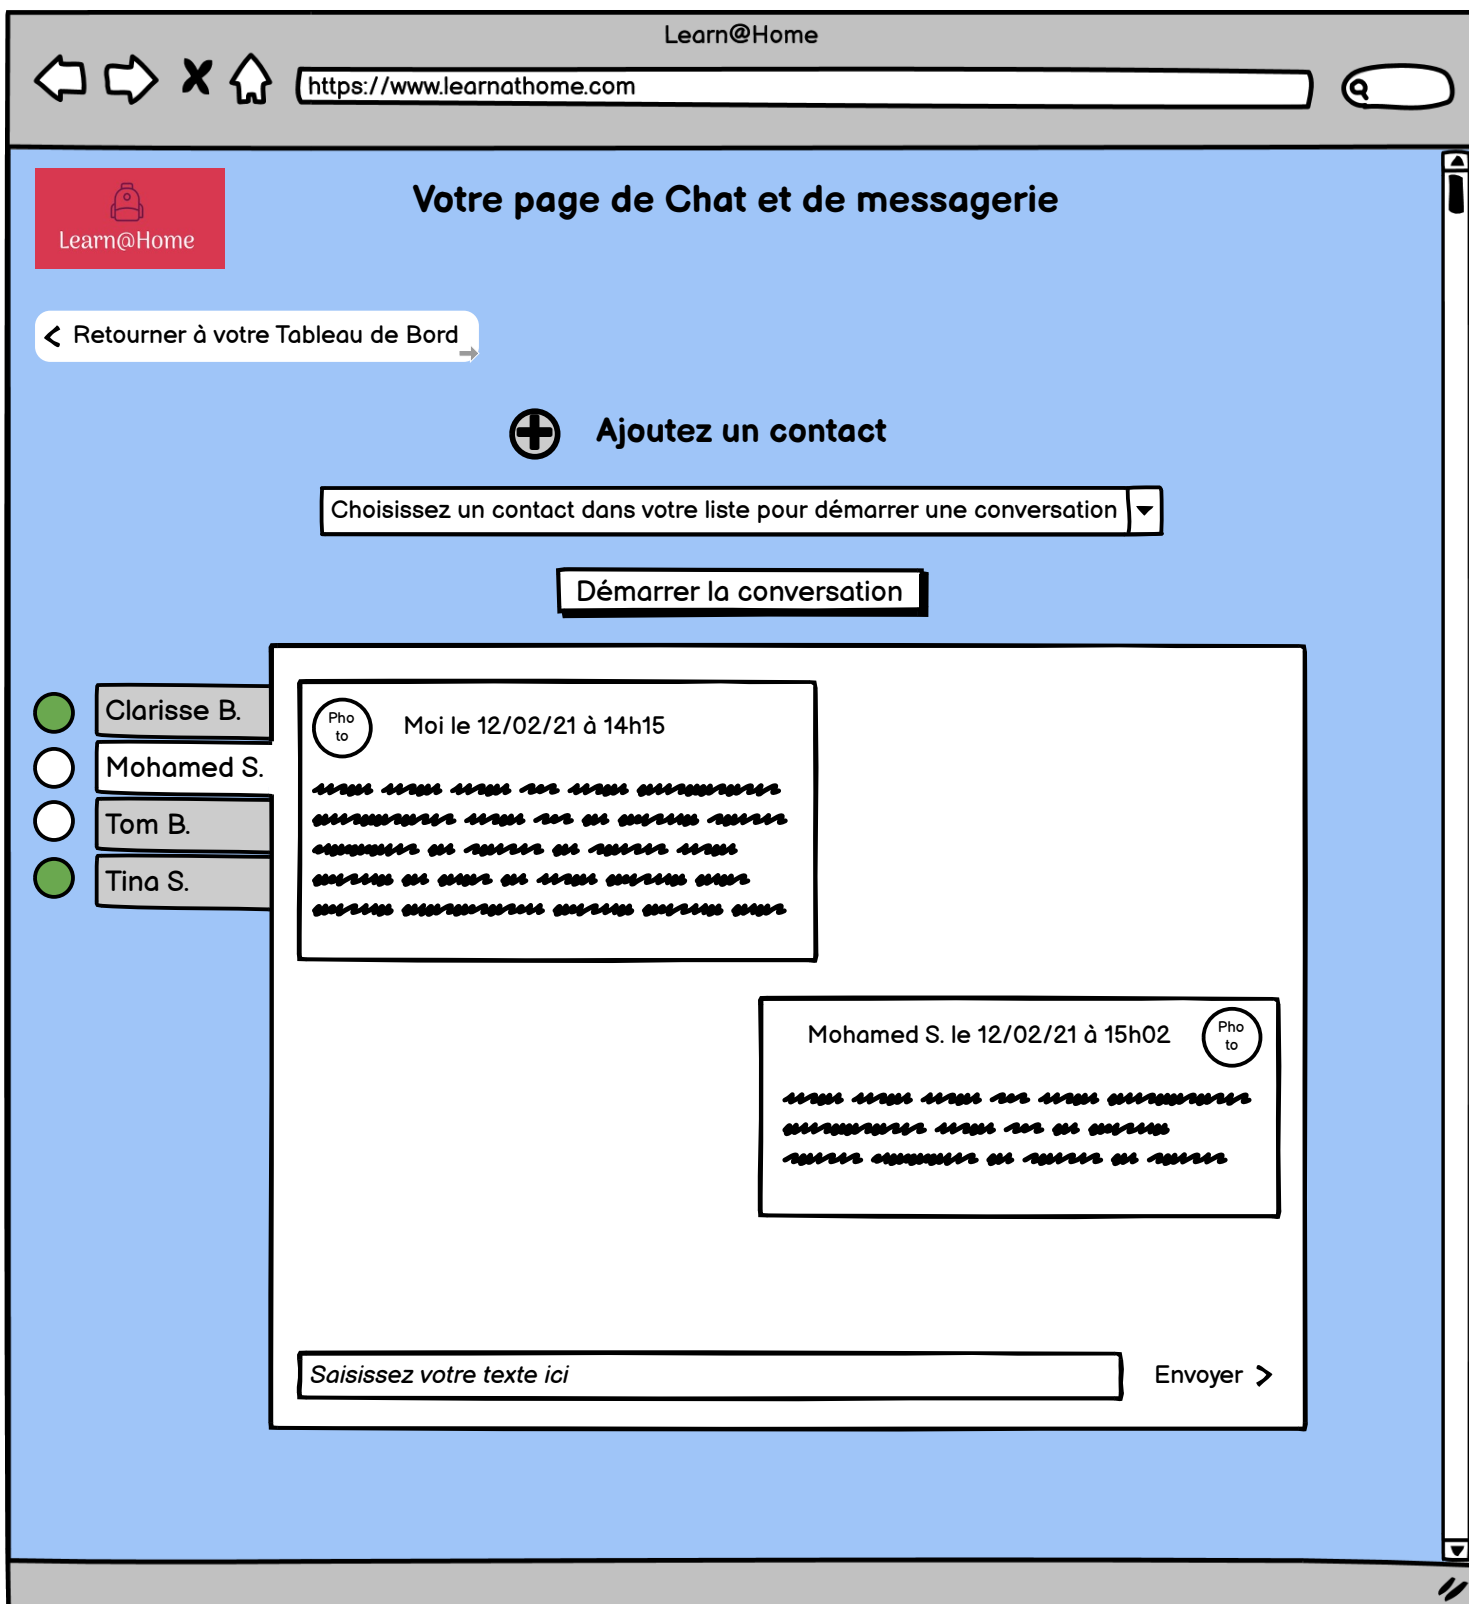 Learn@Home
https://www.learnathome.com
Learn@Home
Votre page de Chat et de messagerie
Retourner à votre Tableau de Bord
Ajoutez un contact
Choisissez un contact dans votre liste pour démarrer une conversation
Démarrer la conversation
Clarisse B.
Mohamed S.
Tom B.
Tina S.
Pho
to
Moi le 12/02/21 à 14h15
Mohamed S. le 12/02/21 à 15h02
Pho
to
Saisissez votre texte ici
Envoyer